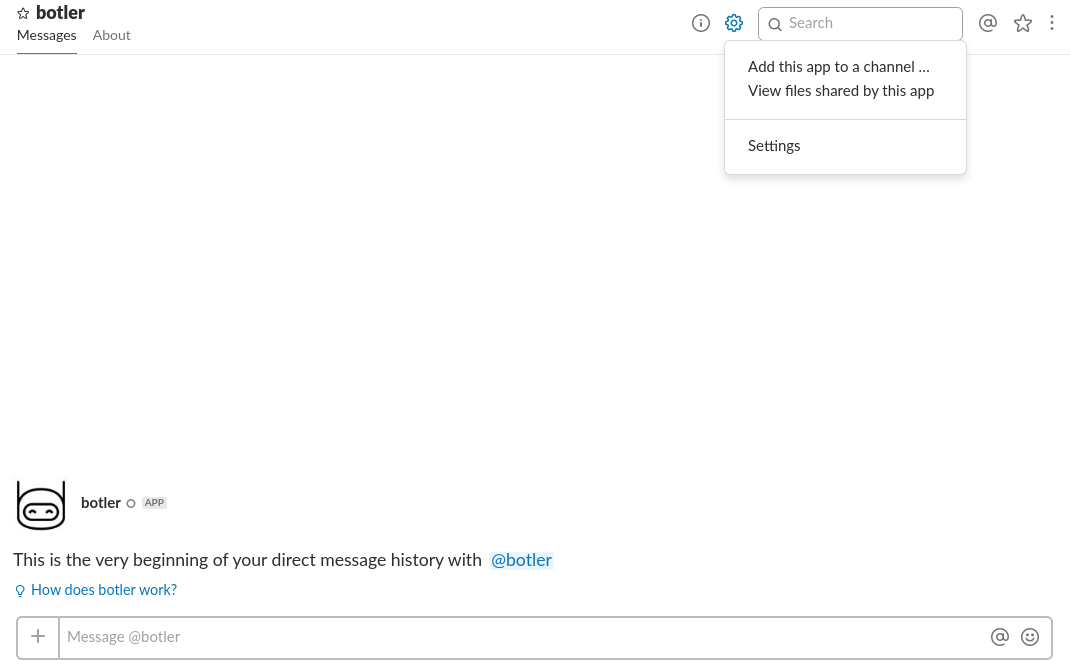 botler
Messages About
Search
Add this app to a channel ...
View files shared by this app
Settings
botler APP
This is the very beginning of your direct message history with @botler
How does botler work?
Message @botler